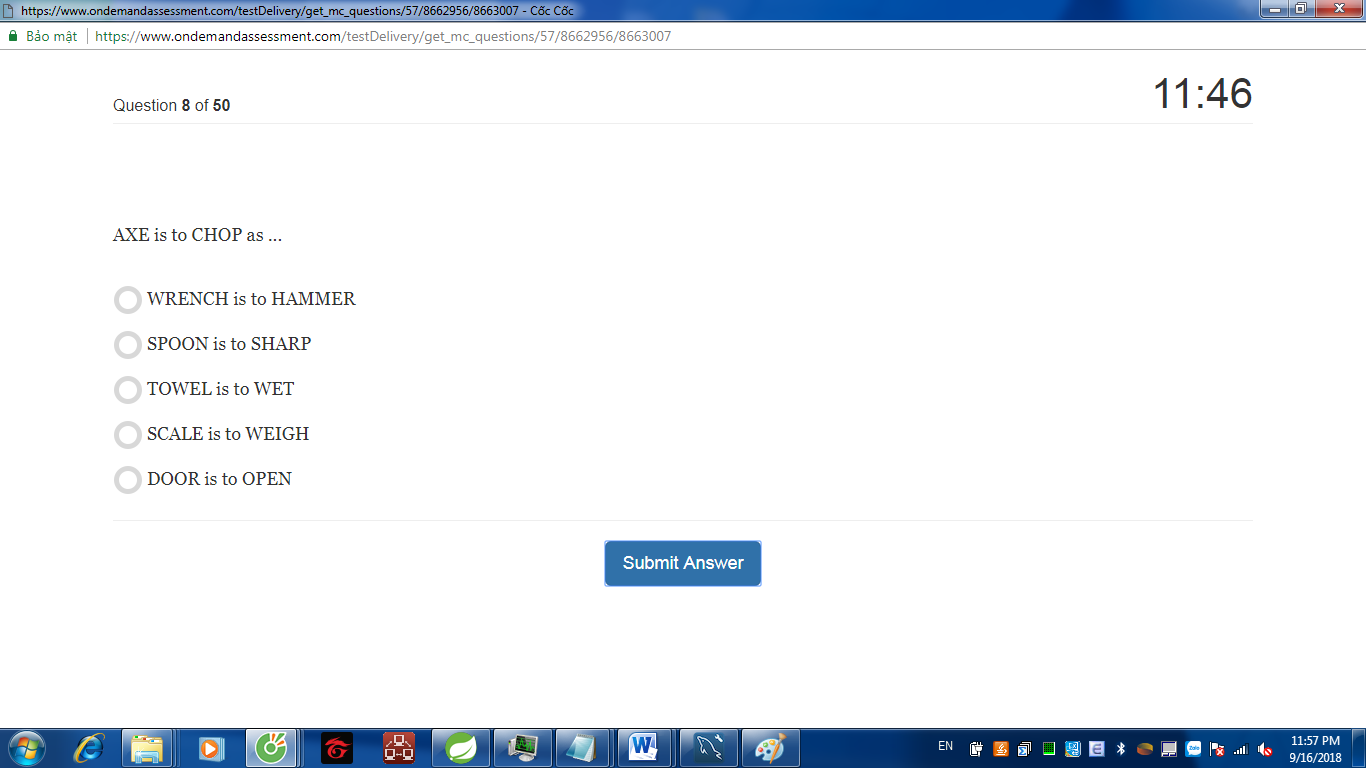 https://www.ondemandassessment.com/testDelivery/get_mc_questions/57/8662956/8663007 - Cốc Cốc
Bảo mật | https://www.ondemandassessment.com/testDelivery/get_mc_questions/57/8662956/8663007
11:46
Question 8 of 50
AXE is to CHOP as ...
WRENCH is to HAMMER
SPOON is to SHARP
TOWEL is to WET
SCALE is to WEIGH
DOOR is to OPEN
Submit Answer
EN
11:57 PM
9/16/2018